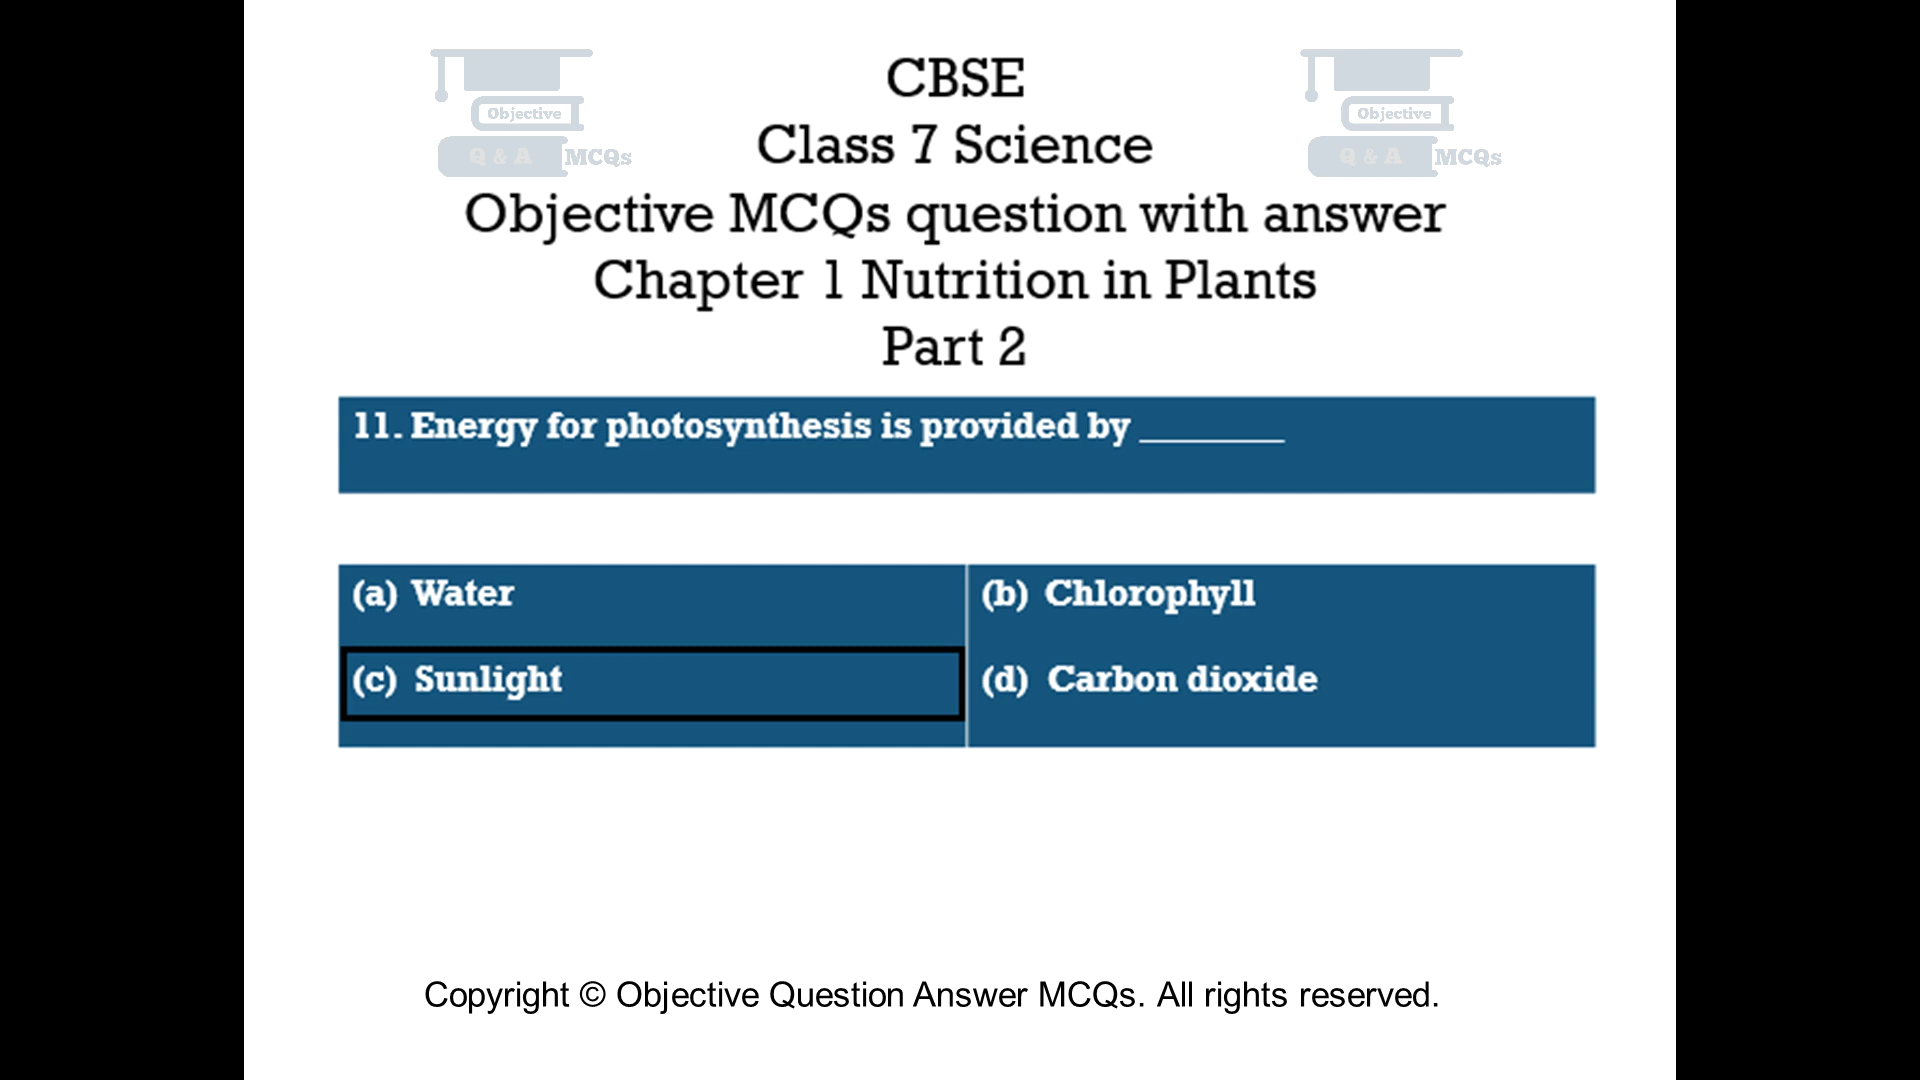 CBSE
Class 7 Science
Objective MCQs question with answer
Chapter 1 Nutrition in Plants
Part 2
Objective
Q & A MCQs
Objective
Q & A MCQs
11. Energy for photosynthesis is provided by ________
(a) Water
(b) Chlorophyll
(c) Sunlight
(d) Carbon dioxide
Copyright © Objective Question Answer MCQs. All rights reserved.